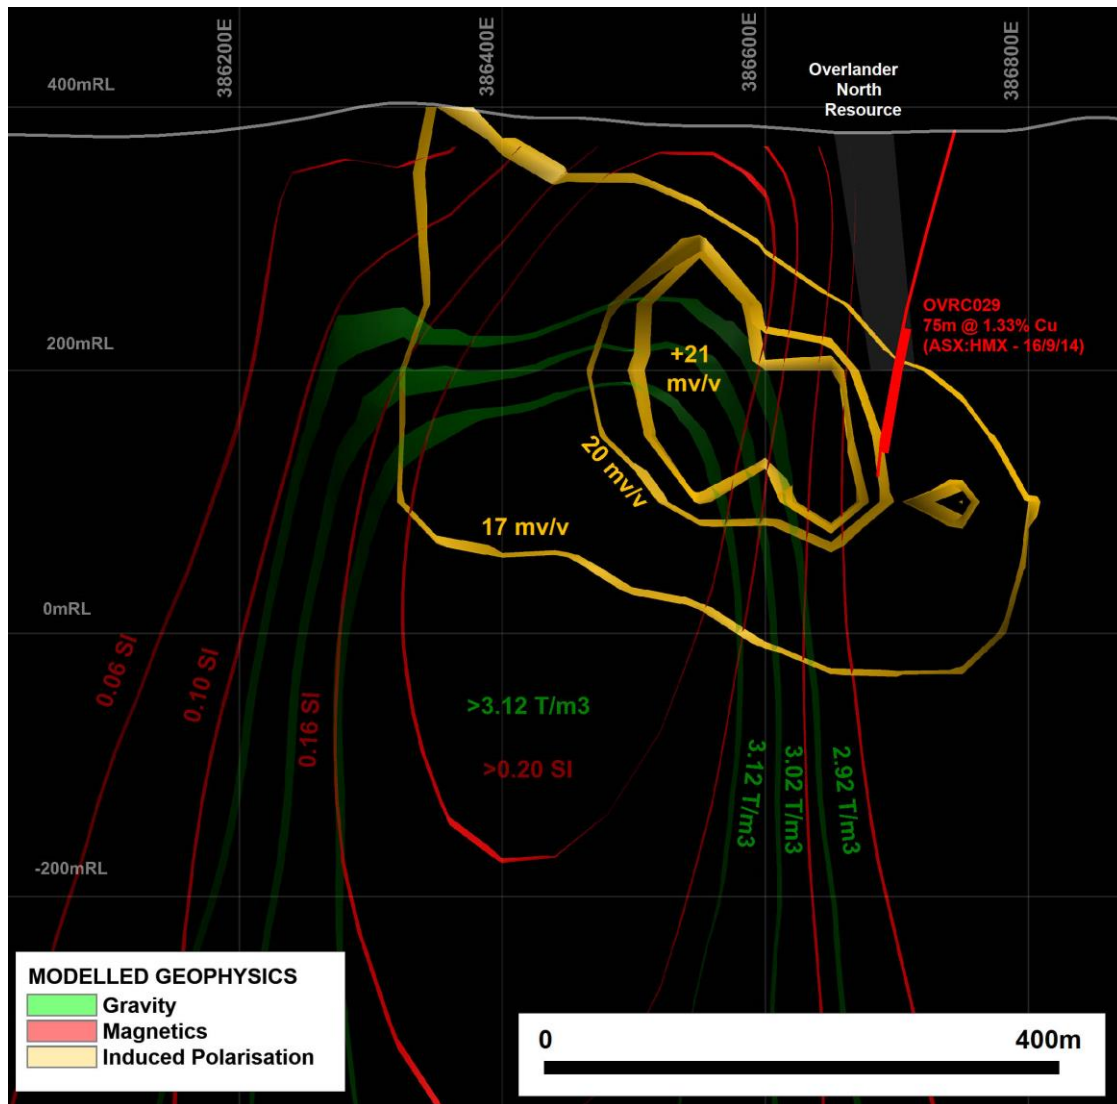 386200E
386400E
386600E
386800E
400mRL
Overlander
North
Resource
OVRC029
75m @ 1.33% Cu
(ASX:HMX - 16/9/14)
200mRL
+21
mv/v
20 mv/v
17 mv/v
0mRL
0.06 SI
0.10 SI
0.16 SI
>3.12 T/m3
>0.20 SI
3.12 T/m3
3.02 T/m3
2.92 T/m3
-200mRL
MODELLED GEOPHYSICS
Gravity
Magnetics
Induced Polarisation
0
400m